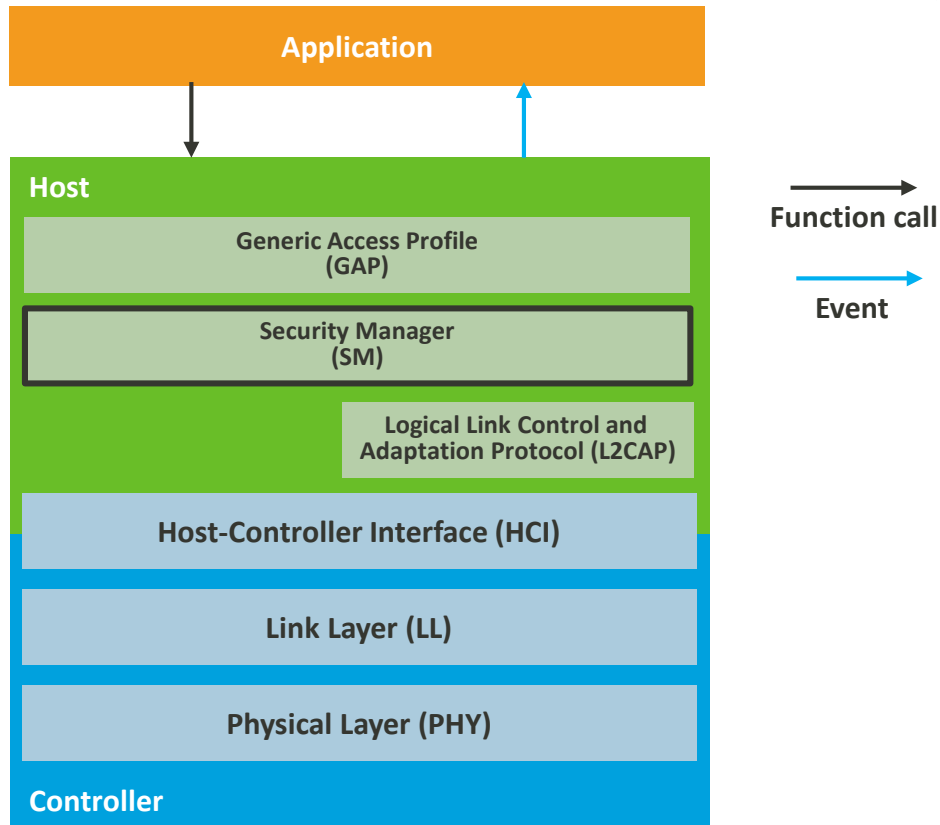 Application
Host
Generic Access Profile
(GAP)
Security Manager
(SM)
Logical Link Control and
Adaptation Protocol (L2CAP)
Host-Controller Interface (HCI)
Link Layer (LL)
Physical Layer (PHY)
Controller
Function call
Event